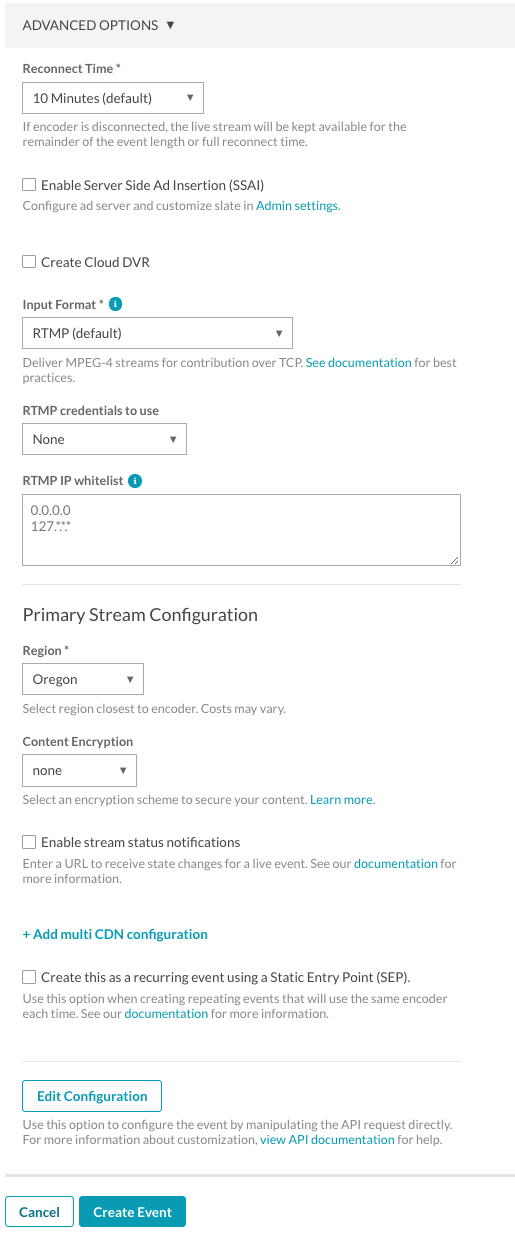 ADVANCED OPTIONS ▼
Reconnect Time *
10 Minutes (default) ▼
If encoder is disconnected, the live stream will be kept available for the
remainder of the event length or full reconnect time.
Enable Server Side Ad Insertion (SSAI)
Configure ad server and customize slate in Admin settings.
Create Cloud DVR
Input Format * i
RTMP (default) ▼
Deliver MPEG-4 streams for contribution over TCP. See documentation for best
practices.
RTMP credentials to use
None ▼
RTMP IP whitelist i
0.0.0.0
127.*.*.*
Primary Stream Configuration
Region *
Oregon ▼
Select region closest to encoder. Costs may vary.
Content Encryption
none ▼
Select an encryption scheme to secure your content. Learn more.
Enable stream status notifications
Enter a URL to receive state changes for a live event. See our documentation for
more information.
+ Add multi CDN configuration
Create this as a recurring event using a Static Entry Point (SEP).
Use this option when creating repeating events that will use the same encoder
each time. See our documentation for more information.
Edit Configuration
Use this option to configure the event by manipulating the API request directly.
For more information about customization, view API documentation for help.
Cancel Create Event